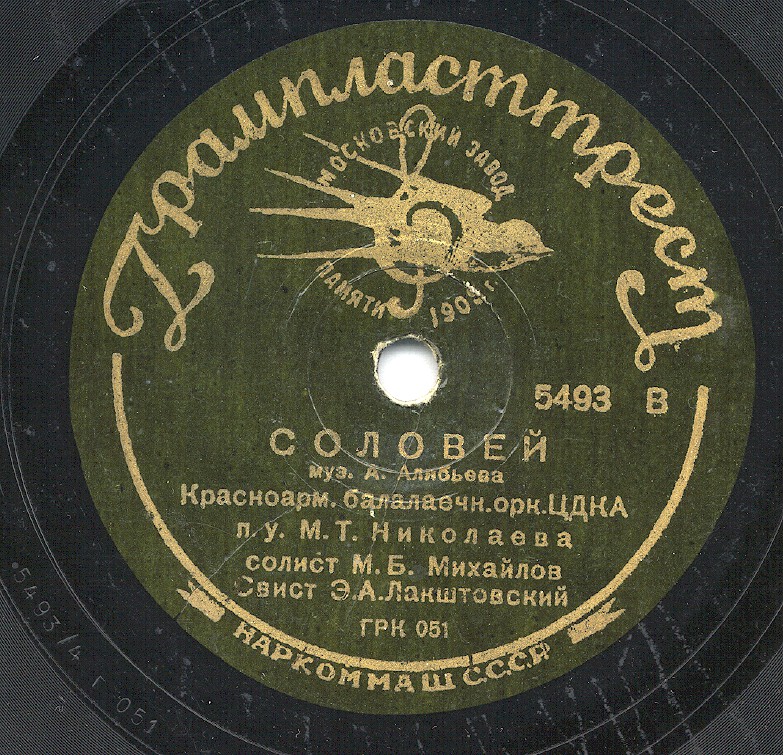 Грампласттрест
МОСКОВСКИЙ ЗАВОД
ПАМЯТИ 1905 г.
5493 В
СОЛОВЕЙ
муз. А. Алябьева
Красноарм. балалаечн. орк. ЦДКА
п. у. М. Т. Николаева
солист М. Б. Михайлов
Свист Э. А. Лакштовский
ГРК 051
НАРКОММАШ СССР
5493/4 Г 051